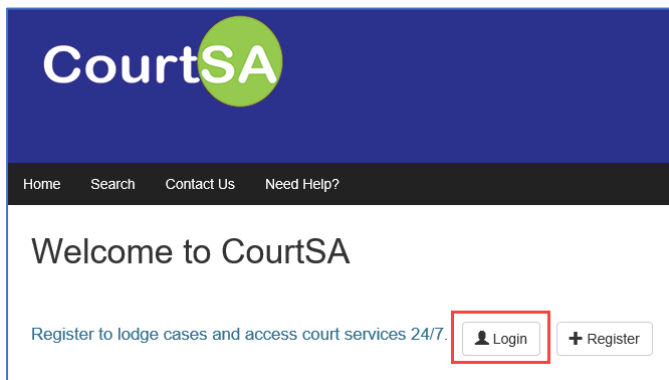 CourtSA
Home Search Contact Us Need Help?
Welcome to CourtSA
Register to lodge cases and access court services 24/7. Login Register